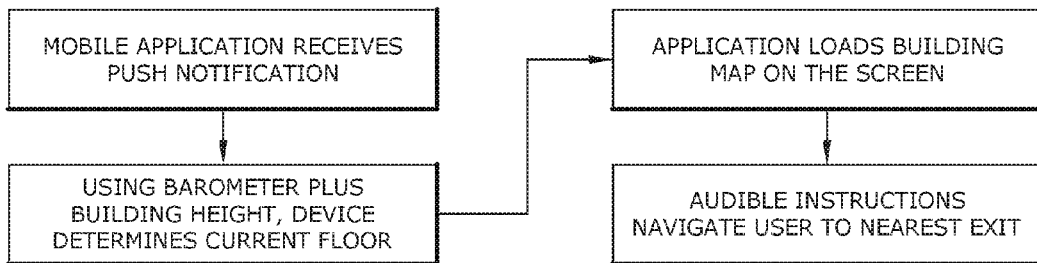 MOBILE APPLICATION RECEIVES
PUSH NOTIFICATION
USING BAROMETER PLUS
BUILDING HEIGHT, DEVICE
DETERMINES CURRENT FLOOR
APPLICATION LOADS BUILDING
MAP ON THE SCREEN
AUDIBLE INSTRUCTIONS
NAVIGATE USER TO NEAREST EXIT